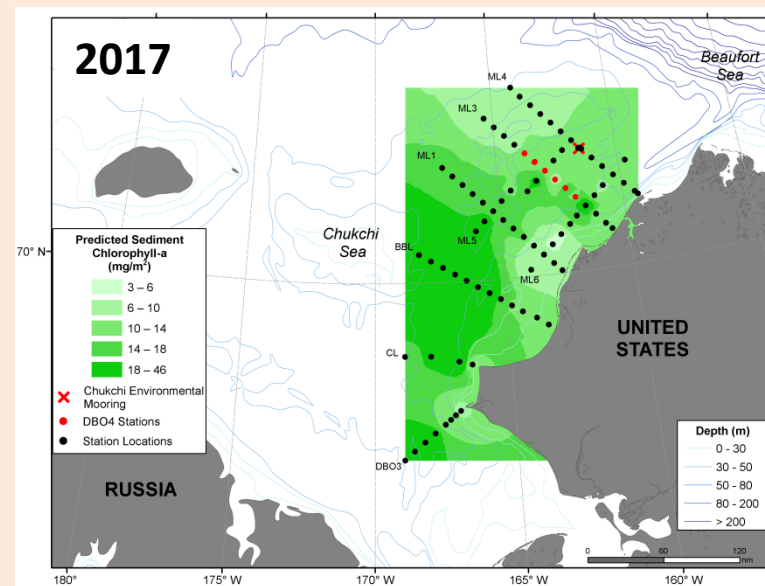 2017
Beaufort
Sea
ML4
ML3
ML1
Chukchi
Sea
ML5
BBL
ML6
70° N
Predicted Sediment
Chlorophyll-a
(mg/m²)
3 – 6
6 – 10
10 – 14
14 – 18
18 – 46
Chukchi Environmental
Mooring
DBO4 Stations
Station Locations
UNITED
STATES
CL
DBO3
RUSSIA
Depth (m)
0 - 30
30 - 50
50 - 80
80 - 200
> 200
0 60 120
nm
180° 175°W 170°W 165°W 160°W